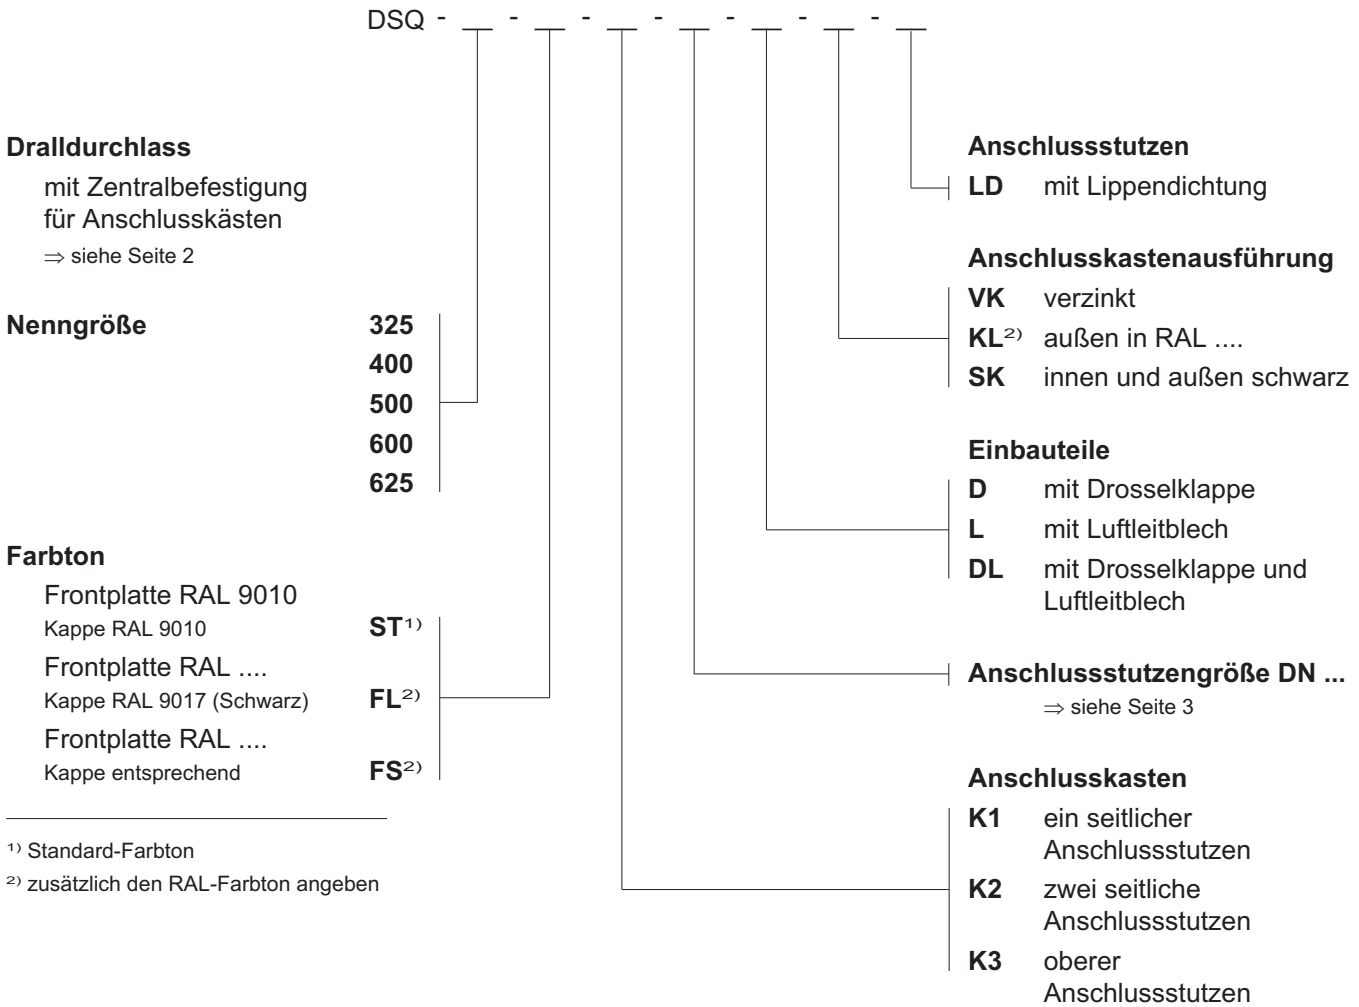 DSQ - __ - __ - __ - __ - __ - __ - __
Dralldurchlass
mit Zentralbefestigung
für Anschlusskästen
⇒ siehe Seite 2
Nenngröße
325
400
500
600
625
Farbton
Frontplatte RAL 9010
Kappe RAL 9010 ST¹⁾
Frontplatte RAL ....
Kappe RAL 9017 (Schwarz) FL²⁾
Frontplatte RAL ....
Kappe entsprechend FS²⁾
¹⁾ Standard-Farbton
²⁾ zusätzlich den RAL-Farbton angeben
Anschlussstutzen
LD mit Lippendichtung
Anschlusskastenausführung
VK verzinkt
KL²⁾ außen in RAL ....
SK innen und außen schwarz
Einbauteile
D mit Drosselklappe
L mit Luftleitblech
DL mit Drosselklappe und
Luftleitblech
Anschlussstutzengröße DN ...
⇒ siehe Seite 3
Anschlusskasten
K1 ein seitlicher
Anschlussstutzen
K2 zwei seitliche
Anschlussstutzen
K3 oberer
Anschlussstutzen